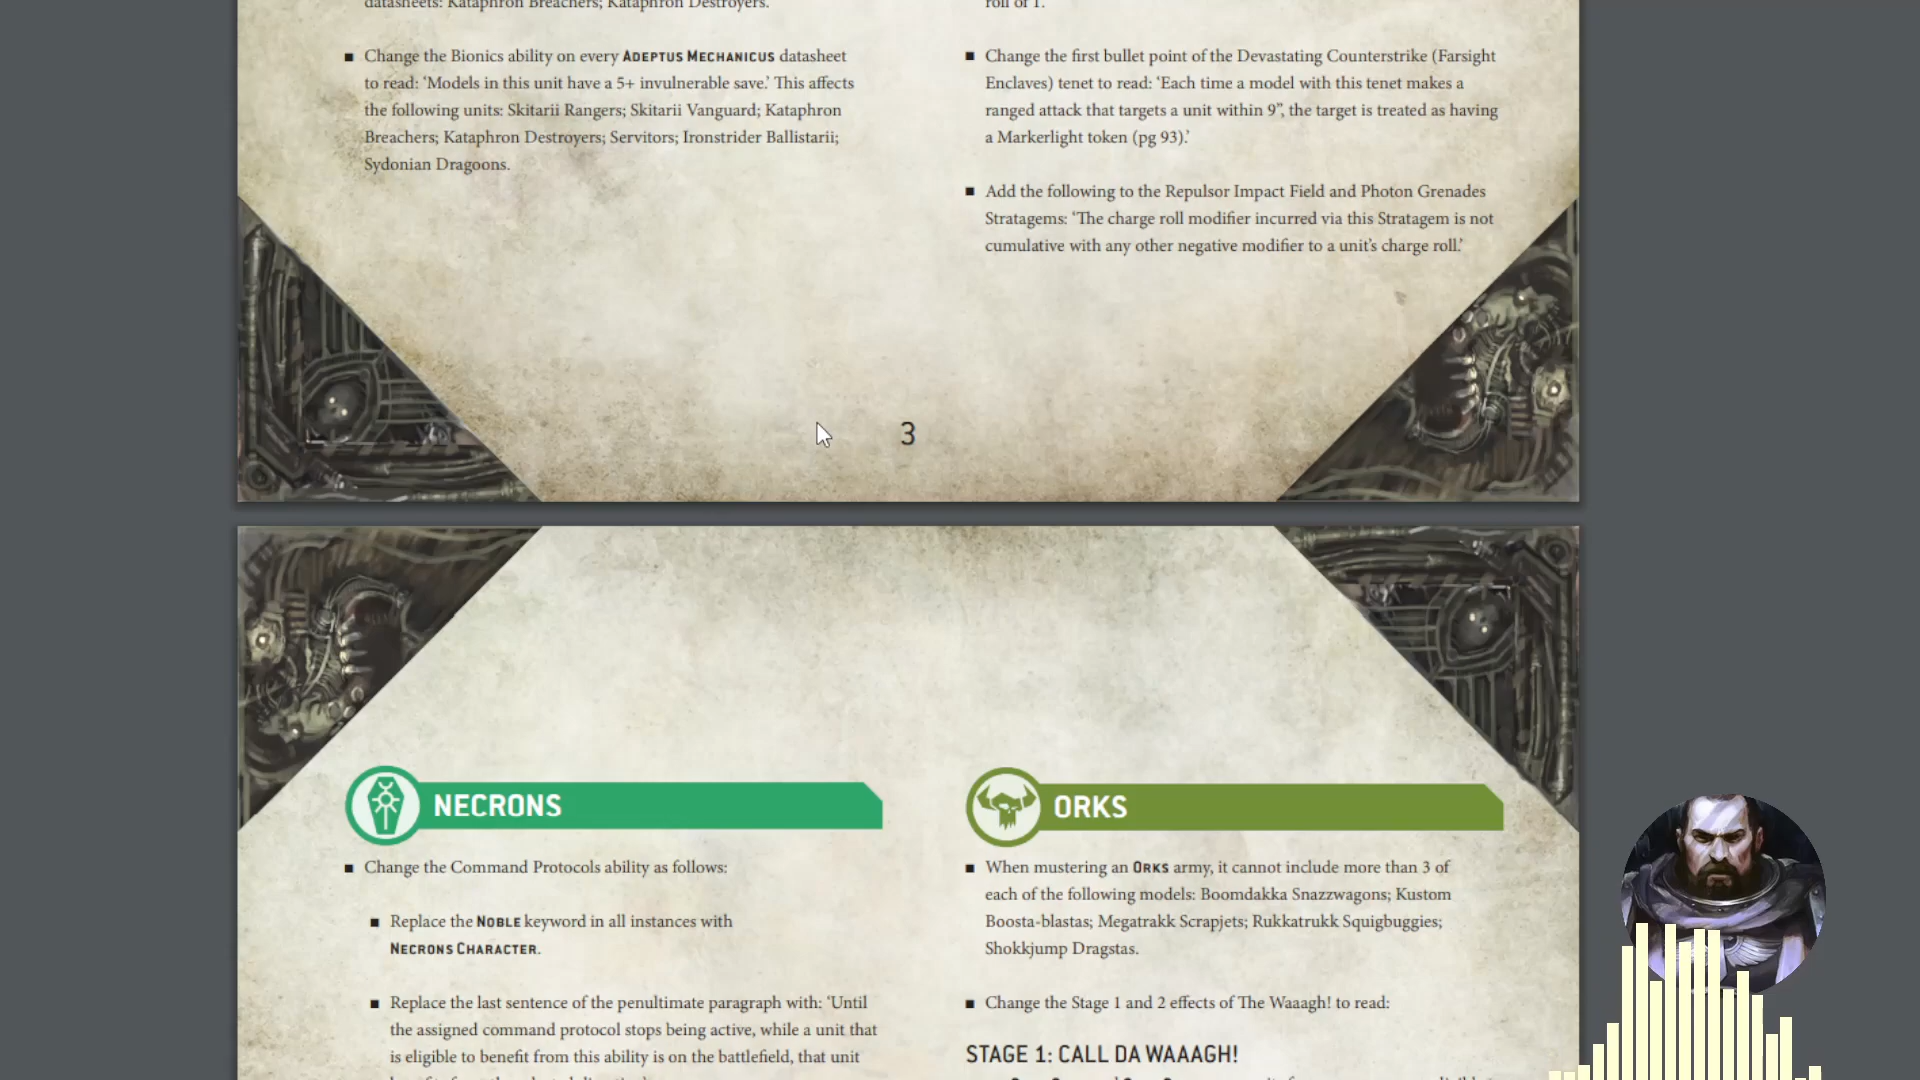 datasheets: Kataphron Breachers; Kataphron Destroyers.
■ Change the Bionics ability on every ADEPTUS MECHANICUS datasheet
to read: ‘Models in this unit have a 5+ invulnerable save.’ This affects
the following units: Skitarii Rangers; Skitarii Vanguard; Kataphron
Breachers; Kataphron Destroyers; Servitors; Ironstrider Ballistarii;
Sydonian Dragoons.
roll of 1.
■ Change the first bullet point of the Devastating Counterstrike (Farsight
Enclaves) tenet to read: ‘Each time a model with this tenet makes a
ranged attack that targets a unit within 9”, the target is treated as having
a Markerlight token (pg 93).’
■ Add the following to the Repulsor Impact Field and Photon Grenades
Stratagems: ‘The charge roll modifier incurred via this Stratagem is not
cumulative with any other negative modifier to a unit’s charge roll.’
3
NECRONS
■ Change the Command Protocols ability as follows:
■ Replace the NOBLE keyword in all instances with
NECRONS CHARACTER.
■ Replace the last sentence of the penultimate paragraph with: ‘Until
the assigned command protocol stops being active, while a unit that
is eligible to benefit from this ability is on the battlefield, that unit
ORKS
■ When mustering an ORKS army, it cannot include more than 3 of
each of the following models: Boomdakka Snazzwagons; Kustom
Boosta-blastas; Megatrakk Scrapjets; Rukkatrukk Squigbuggies;
Shokkjump Dragstas.
■ Change the Stage 1 and 2 effects of The Waaagh! to read:
STAGE 1: CALL DA WAAAGH!